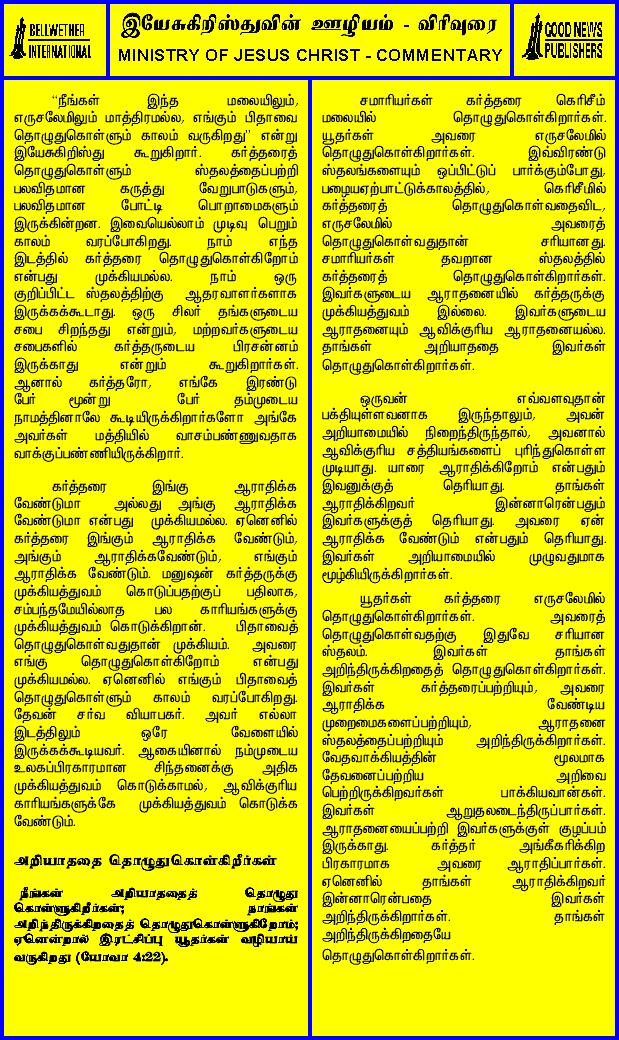 BELLWETHER
INTERNATIONAL
இயேசுகிறிஸ்துவின் ஊழியம் - விரிவுரை
MINISTRY OF JESUS CHRIST - COMMENTARY
GOOD NEWS
PUBLISHERS
“நீங்கள் இந்த மலையிலும்,
எருசலேமிலும் மாத்திரமல்ல, எங்கும் பிதாவை
தொழுதுகொள்ளும் காலம் வருகிறது” என்று
இயேசுகிறிஸ்து கூறுகிறார். கர்த்தரைத்
தொழுதுகொள்ளும் ஸ்தலத்தைப்பற்றி
பலவிதமான கருத்து வேறுபாடுகளும்,
பலவிதமான போட்டி பொறாமைகளும்
இருக்கின்றன. இவையெல்லாம் முடிவு பெறும்
காலம் வரப்போகிறது. நாம் எந்த
இடத்தில் கர்த்தரை தொழுதுகொள்கிறோம்
என்பது முக்கியமல்ல. நாம் ஒரு
குறிப்பிட்ட ஸ்தலத்திற்கு ஆதரவாளர்களாக
இருக்கக்கூடாது. ஒரு சிலர் தங்களுடைய
சபை சிறந்தது என்றும், மற்றவர்களுடைய
சபைகளில் கர்த்தருடைய பிரசன்னம்
இருக்காது என்றும் கூறுகிறார்கள்.
ஆனால் கர்த்தரோ, எங்கே இரண்டு
பேர் மூன்று பேர் தம்முடைய
நாமத்தினாலே கூடியிருக்கிறார்களோ அங்கே
அவர்கள் மத்தியில் வாசம்பண்ணுவதாக
வாக்குப்பண்ணியிருக்கிறார்.
கர்த்தரை இங்கு ஆராதிக்க
வேண்டுமா அல்லது அங்கு ஆராதிக்க
வேண்டுமா என்பது முக்கியமல்ல. ஏனெனில்
கர்த்தரை இங்கும் ஆராதிக்க வேண்டும்,
அங்கும் ஆராதிக்கவேண்டும், எங்கும்
ஆராதிக்க வேண்டும். மனுஷன் கர்த்தருக்கு
முக்கியத்துவம் கொடுப்பதற்குப் பதிலாக,
சம்பந்தமேயில்லாத பல காரியங்களுக்கு
முக்கியத்துவம் கொடுக்கிறான். பிதாவைத்
தொழுதுகொள்வதுதான் முக்கியம். அவரை
எங்கு தொழுதுகொள்கிறோம் என்பது
முக்கியமல்ல. ஏனெனில் எங்கும் பிதாவைத்
தொழுதுகொள்ளும் காலம் வரப்போகிறது.
தேவன் சர்வ வியாபகர். அவர் எல்லா
இடத்திலும் ஒரே வேளையில்
இருக்கக்கூடியவர். ஆகையினால் நம்முடைய
உலகப்பிரகாரமான சிந்தனைக்கு அதிக
முக்கியத்துவம் கொடுக்காமல், ஆவிக்குரிய
காரியங்களுக்கே முக்கியத்துவம் கொடுக்க
வேண்டும்.
அறியாததை தொழுதுகொள்கிறீர்கள்
நீங்கள் அறியாததைத் தொழுது
கொள்ளுகிறீர்கள்; நாங்கள்
அறிந்திருக்கிறதைத் தொழுதுகொள்ளுகிறோம்;
ஏனென்றால் இரட்சிப்பு யூதர்கள் வழியாய்
வருகிறது (யோவா 4:22).
சமாரியர்கள் கர்த்தரை கெரிசீம்
மலையில் தொழுதுகொள்கிறார்கள்.
யூதர்கள் அவரை எருசலேமில்
தொழுதுகொள்கிறார்கள். இவ்விரண்டு
ஸ்தலங்களையும் ஒப்பிட்டுப் பார்க்கும்போது,
பழையஏற்பாட்டுக்காலத்தில், கெரிசீமில்
கர்த்தரைத் தொழுதுகொள்வதைவிட,
எருசலேமில் அவரைத்
தொழுதுகொள்வதுதான் சரியானது.
சமாரியர்கள் தவறான ஸ்தலத்தில்
கர்த்தரைத் தொழுதுகொள்கிறார்கள்.
இவர்களுடைய ஆராதனையில் கர்த்தருக்கு
முக்கியத்துவம் இல்லை. இவர்களுடைய
ஆராதனையும் ஆவிக்குரிய ஆராதனையல்ல.
தாங்கள் அறியாததை இவர்கள்
தொழுதுகொள்கிறார்கள்.
ஒருவன் எவ்வளவுதான்
பக்தியுள்ளவனாக இருந்தாலும், அவன்
அறியாமையில் நிறைந்திருந்தால், அவனால்
ஆவிக்குரிய சத்தியங்களைப் புரிந்துகொள்ள
முடியாது. யாரை ஆராதிக்கிறோம் என்பதும்
இவனுக்குத் தெரியாது. தாங்கள்
ஆராதிக்கிறவர் இன்னாரென்பதும்
இவர்களுக்குத் தெரியாது. அவரை ஏன்
ஆராதிக்க வேண்டும் என்பதும் தெரியாது.
இவர்கள் அறியாமையில் முழுவதுமாக
மூழ்கியிருக்கிறார்கள்.
யூதர்கள் கர்த்தரை எருசலேமில்
தொழுதுகொள்கிறார்கள். அவரைத்
தொழுதுகொள்வதற்கு இதுவே சரியான
ஸ்தலம். இவர்கள் தாங்கள்
அறிந்திருக்கிறதைத் தொழுதுகொள்கிறார்கள்.
இவர்கள் கர்த்தரைப்பற்றியும், அவரை
ஆராதிக்க வேண்டிய
முறைமைகளைப்பற்றியும், ஆராதனை
ஸ்தலத்தைப்பற்றியும் அறிந்திருக்கிறார்கள்.
வேதவாக்கியத்தின் மூலமாக
தேவனைப்பற்றிய அறிவை
பெற்றிருக்கிறவர்கள் பாக்கியவான்கள்.
இவர்கள் ஆறுதலடைந்திருப்பார்கள்.
ஆராதனையைப்பற்றி இவர்களுக்குள் குழப்பம்
இருக்காது. கர்த்தர் அங்கீகரிக்கிற
பிரகாரமாக அவரை ஆராதிப்பார்கள்.
ஏனெனில் தாங்கள் ஆராதிக்கிறவர்
இன்னாரென்பதை இவர்கள்
அறிந்திருக்கிறார்கள். தாங்கள்
அறிந்திருக்கிறதையே
தொழுதுகொள்கிறார்கள்.